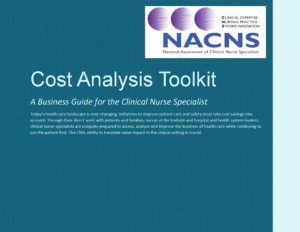 CLINICAL EXPERTISE
NURSING PRACTICE
SYSTEMS INNOVATION
NACNS
National Association of Clinical Nurse Specialists
Cost Analysis Toolkit
A Business Guide for the Clinical Nurse Specialist
Today's health care landscape is ever-changing. Initiatives to improve patient care and safety must take cost savings into
account. Through their direct work with patients and families, nurses at the bedside and hospital and health system leaders,
clinical nurse specialists are uniquely prepared to assess, analyze and improve the business of health care while continuing to
put the patient first. The CNSs ability to translate value impact in the clinical setting is crucial!